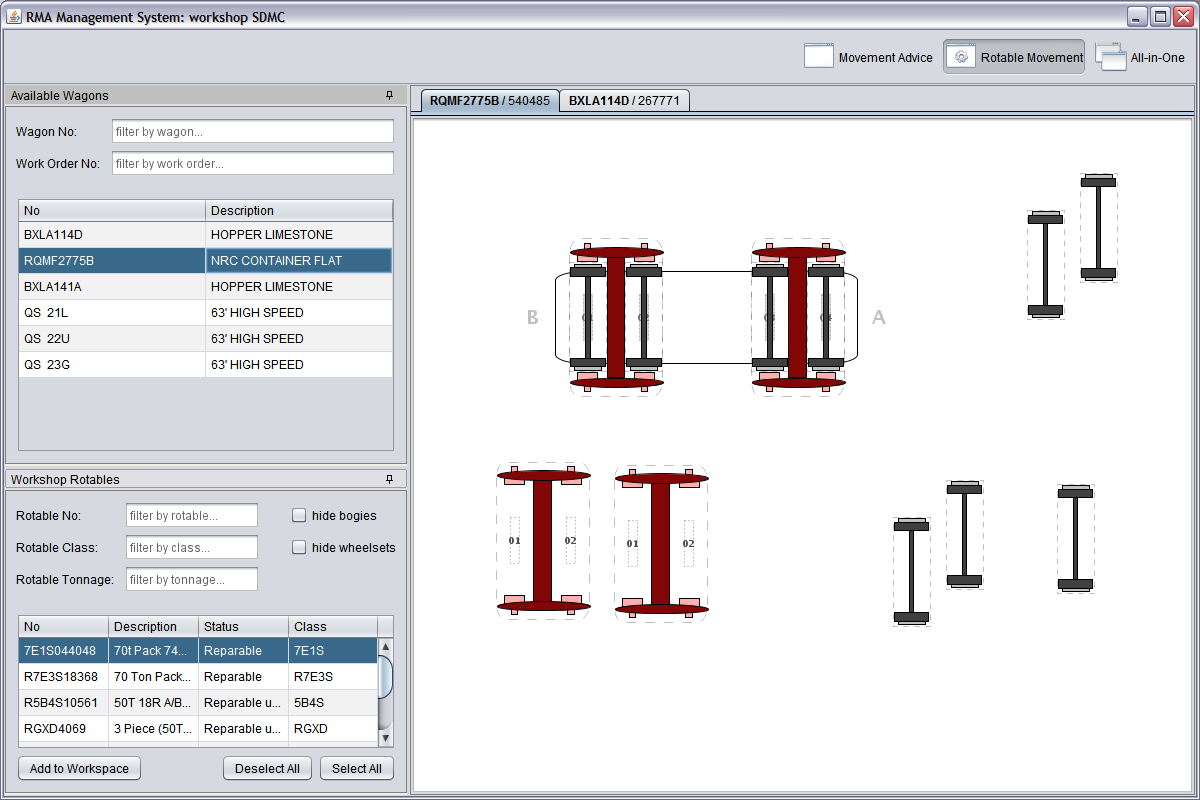 RMA Management System: workshop SDMC
Movement Advice Rotable Movement All-in-One
Available Wagons
RQMF2775B / 540485 BXLA114D / 267771
Wagon No: filter by wagon...
Work Order No: filter by work order...
No Description
BXLA114D HOPPER LIMESTONE
RQMF2775B NRC CONTAINER FLAT
BXLA141A HOPPER LIMESTONE
QS 21L 63' HIGH SPEED
QS 22U 63' HIGH SPEED
QS 23G 63' HIGH SPEED
B A
Workshop Rotables
Rotable No: filter by rotable... hide bogies
Rotable Class: filter by class... hide wheelsets
Rotable Tonnage: filter by tonnage...
No Description Status Class
7E1S044048 70t Pack 74... Reparable 7E1S
R7E3S18368 70 Ton Pack... Reparable R7E3S
R5B4S10561 50T 18R A/B... Reparable u... 5B4S
RGXD4069 3 Piece (50T... Reparable u... RGXD
Add to Workspace Deselect All Select All
01 02 01 02